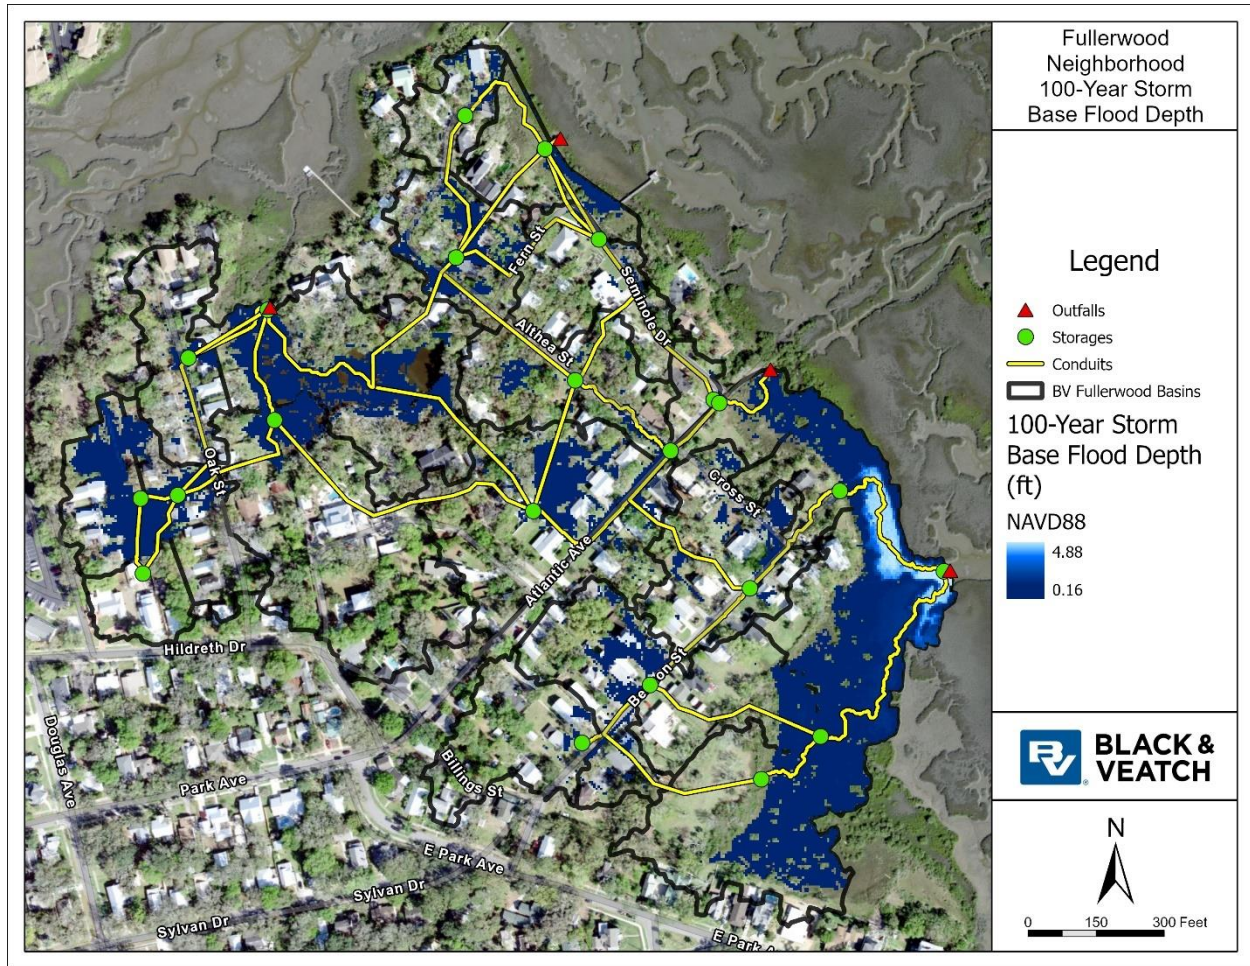 Fullerwood
Neighborhood
100-Year Storm
Base Flood Depth
Legend
Outfalls
Storages
Conduits
BV Fullerwood Basins
100-Year Storm
Base Flood Depth
(ft)
NAVD88
4.88
0.16
BV
BLACK &
VEATCH
N
0 150 300 Feet
Fern St
Seminole Dr
Althea St
Oak St
Cross St
Atlantic Ave
Hildreth Dr
Douglas Ave
Park Ave
Billings St
E Park Ave
Sylvan Dr
Sylvan Dr
E Park